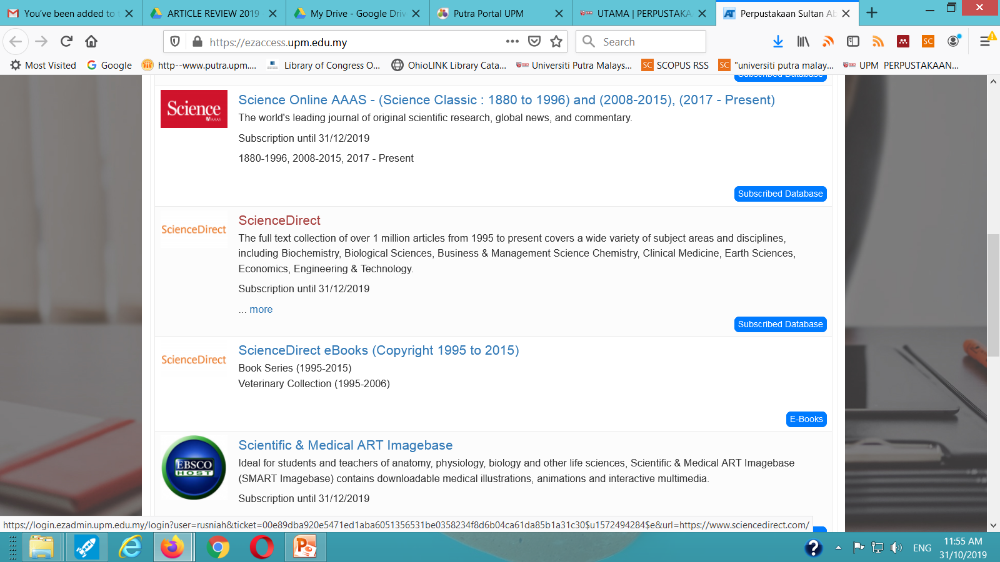 You've been added to
ARTICLE REVIEW 2019
My Drive - Google Driv
Putra Portal UPM
UTAMA | PERPUSTAKA
Perpustakaan Sultan Ab
https://ezaccess.upm.edu.my
Search
Most Visited
Google
http--www.putra.upm....
Library of Congress O...
OhioLINK Library Cata...
Universiti Putra Malays...
SC SCOPUS RSS
SC "universiti putra malay...
UPM PERPUSTAKAAN...
SC
Subscribed Database
Science
AAAS
Science Online AAAS - (Science Classic : 1880 to 1996) and (2008-2015), (2017 - Present)
The world's leading journal of original scientific research, global news, and commentary.
Subscription until 31/12/2019
1880-1996, 2008-2015, 2017 - Present
Subscribed Database
ScienceDirect
ScienceDirect
The full text collection of over 1 million articles from 1995 to present covers a wide variety of subject areas and disciplines,
including Biochemistry, Biological Sciences, Business & Management Science Chemistry, Clinical Medicine, Earth Sciences,
Economics, Engineering & Technology.
Subscription until 31/12/2019
... more
Subscribed Database
ScienceDirect
ScienceDirect eBooks (Copyright 1995 to 2015)
Book Series (1995-2015)
Veterinary Collection (1995-2006)
E-Books
EBSCO
HOST
Scientific & Medical ART Imagebase
Ideal for students and teachers of anatomy, physiology, biology and other life sciences, Scientific & Medical ART Imagebase
(SMART Imagebase) contains downloadable medical illustrations, animations and interactive multimedia.
Subscription until 31/12/2019
https://login.ezadmin.upm.edu.my/login?user=rusniah&ticket=00e89dba920e5471ed1aba6051356531be0358234f8d6b04ca61da85b1a31c30$u1572494284$e&url=https://www.sciencedirect.com/
ENG
11:55 AM
31/10/2019